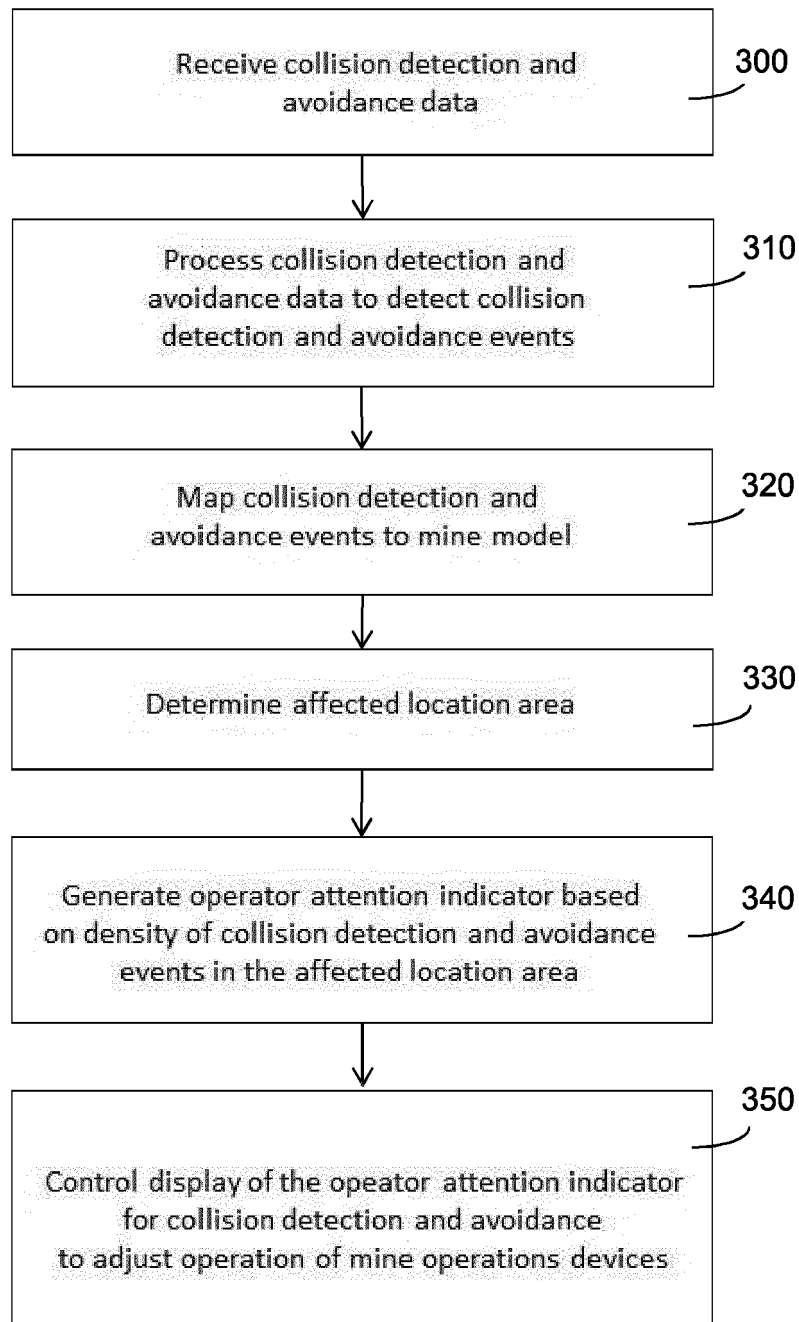 Receive collision detection and
avoidance data
300
Process collision detection and
avoidance data to detect collision
detection and avoidance events
310
Map collision detection and
avoidance events to mine model
320
Determine affected location area
330
Generate operator attention indicator based
on density of collision detection and avoidance
events in the affected location area
340
Control display of the opeator attention indicator
for collision detection and avoidance
to adjust operation of mine operations devices
350